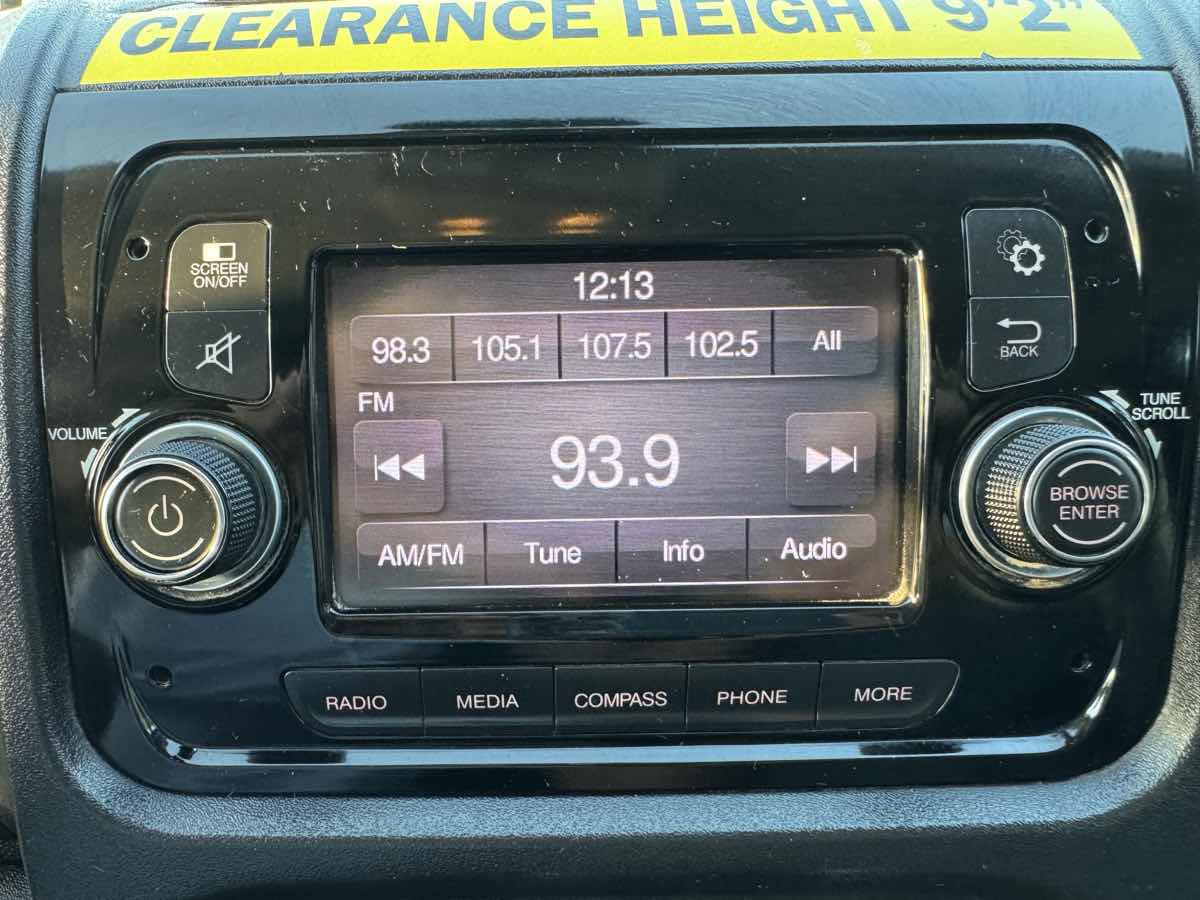 CLEARANCE HEIGHT 9'2"
SCREEN
ON/OFF
12:13
98.3 105.1 107.5 102.5 All
BACK
FM
VOLUME
TUNE
SCROLL
93.9
BROWSE
ENTER
AM/FM Tune Info Audio
RADIO MEDIA COMPASS PHONE MORE